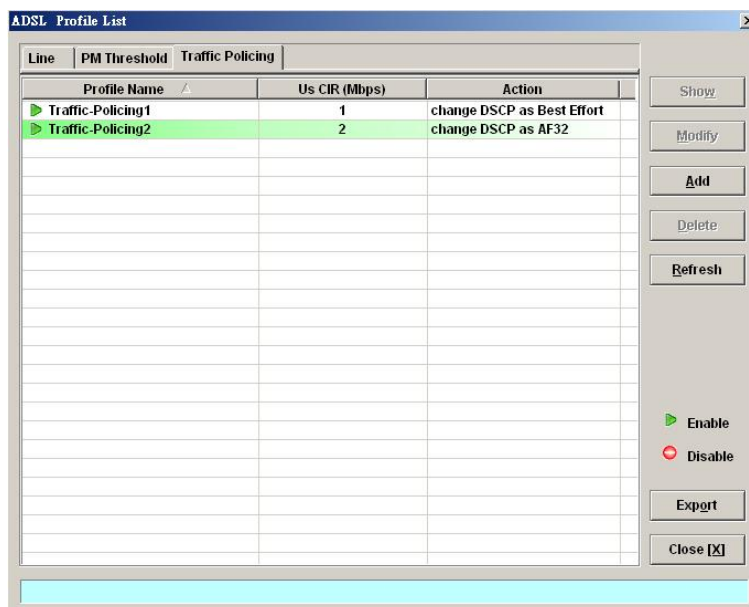 ADSL Profile List
Line PM Threshold Traffic Policing
Profile Name Us CIR (Mbps) Action
Traffic-Policing1 1 change DSCP as Best Effort
Traffic-Policing2 2 change DSCP as AF32
Show
Modify
Add
Delete
Refresh
Enable
Disable
Export
Close [X]